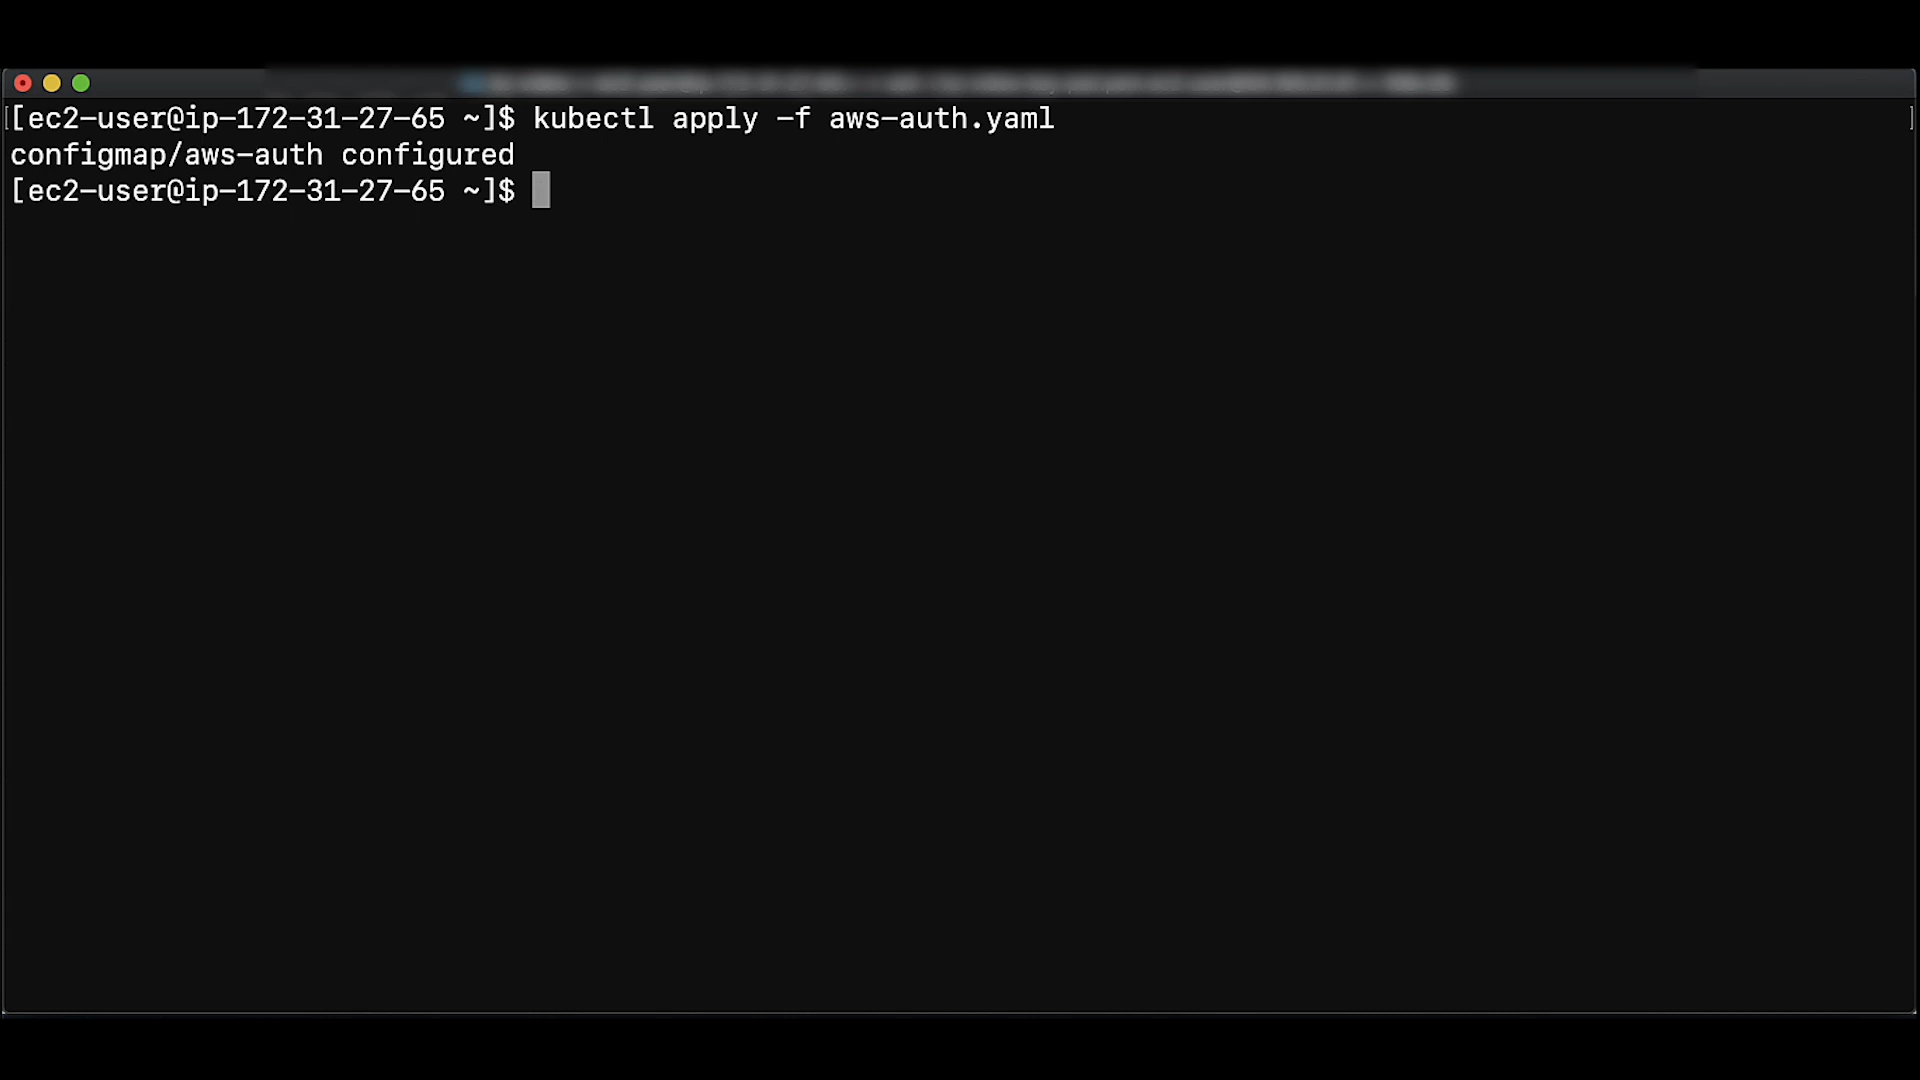 [[ec2-user@ip-172-31-27-65 ~]$ kubectl apply -f aws-auth.yaml ]
configmap/aws-auth configured
[ec2-user@ip-172-31-27-65 ~]$